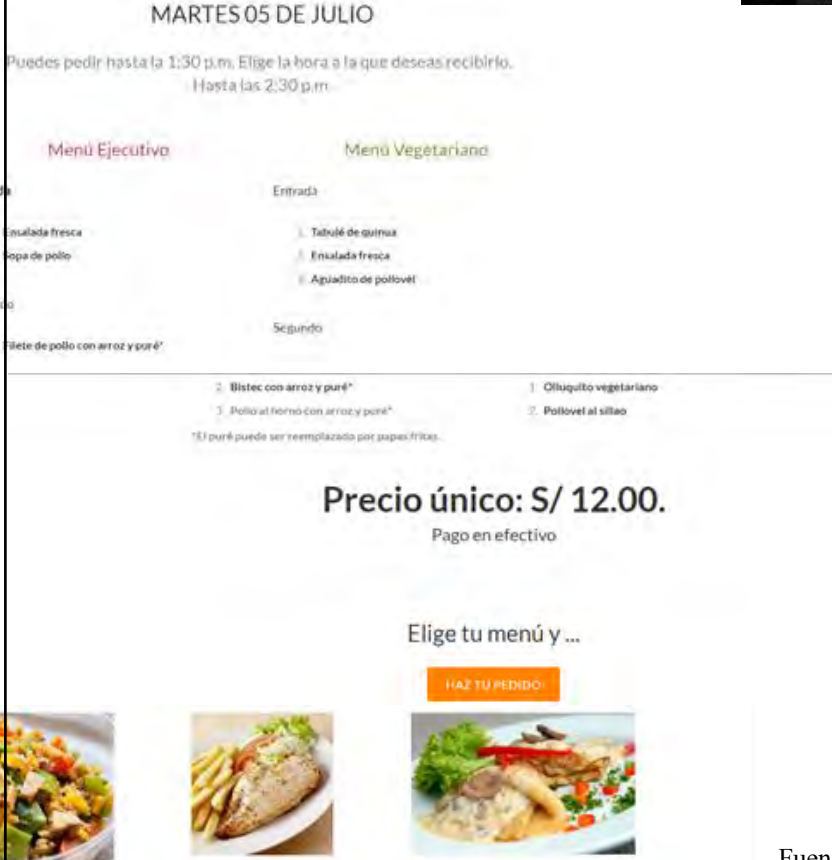 MARTES 05 DE JULIO
Puedes pedir hasta la 1:30 p.m. Elige la hora a la que deseas recibirlo.
Hasta las 2:30 p.m.
Menú Ejecutivo
Menú Vegetariano
da
Entrada
Ensalada fresca
Sopa de pollo
1. Tabulé de quinua
2. Ensalada fresca
3. Aguadito de pollovel
do
Segundo
Filete de pollo con arroz y puré*
2. Bistec con arroz y puré*
3. Pollo al horno con arroz y puré*
*El puré puede ser reemplazado por papas fritas.
1. Olluquito vegetariano
2. Pollovel al sillao
Precio único: S/ 12.00.
Pago en efectivo
Elige tu menú y ...
HAZ TU PEDIDO!
Fuen